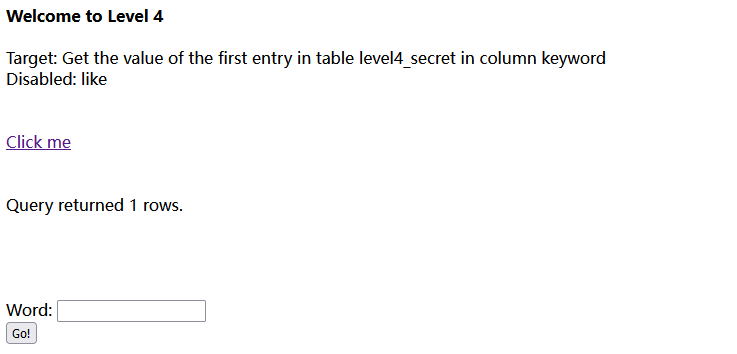 Welcome to Level 4
Target: Get the value of the first entry in table level4_secret in column keyword
Disabled: like
Click me
Query returned 1 rows.
Word:
Go!